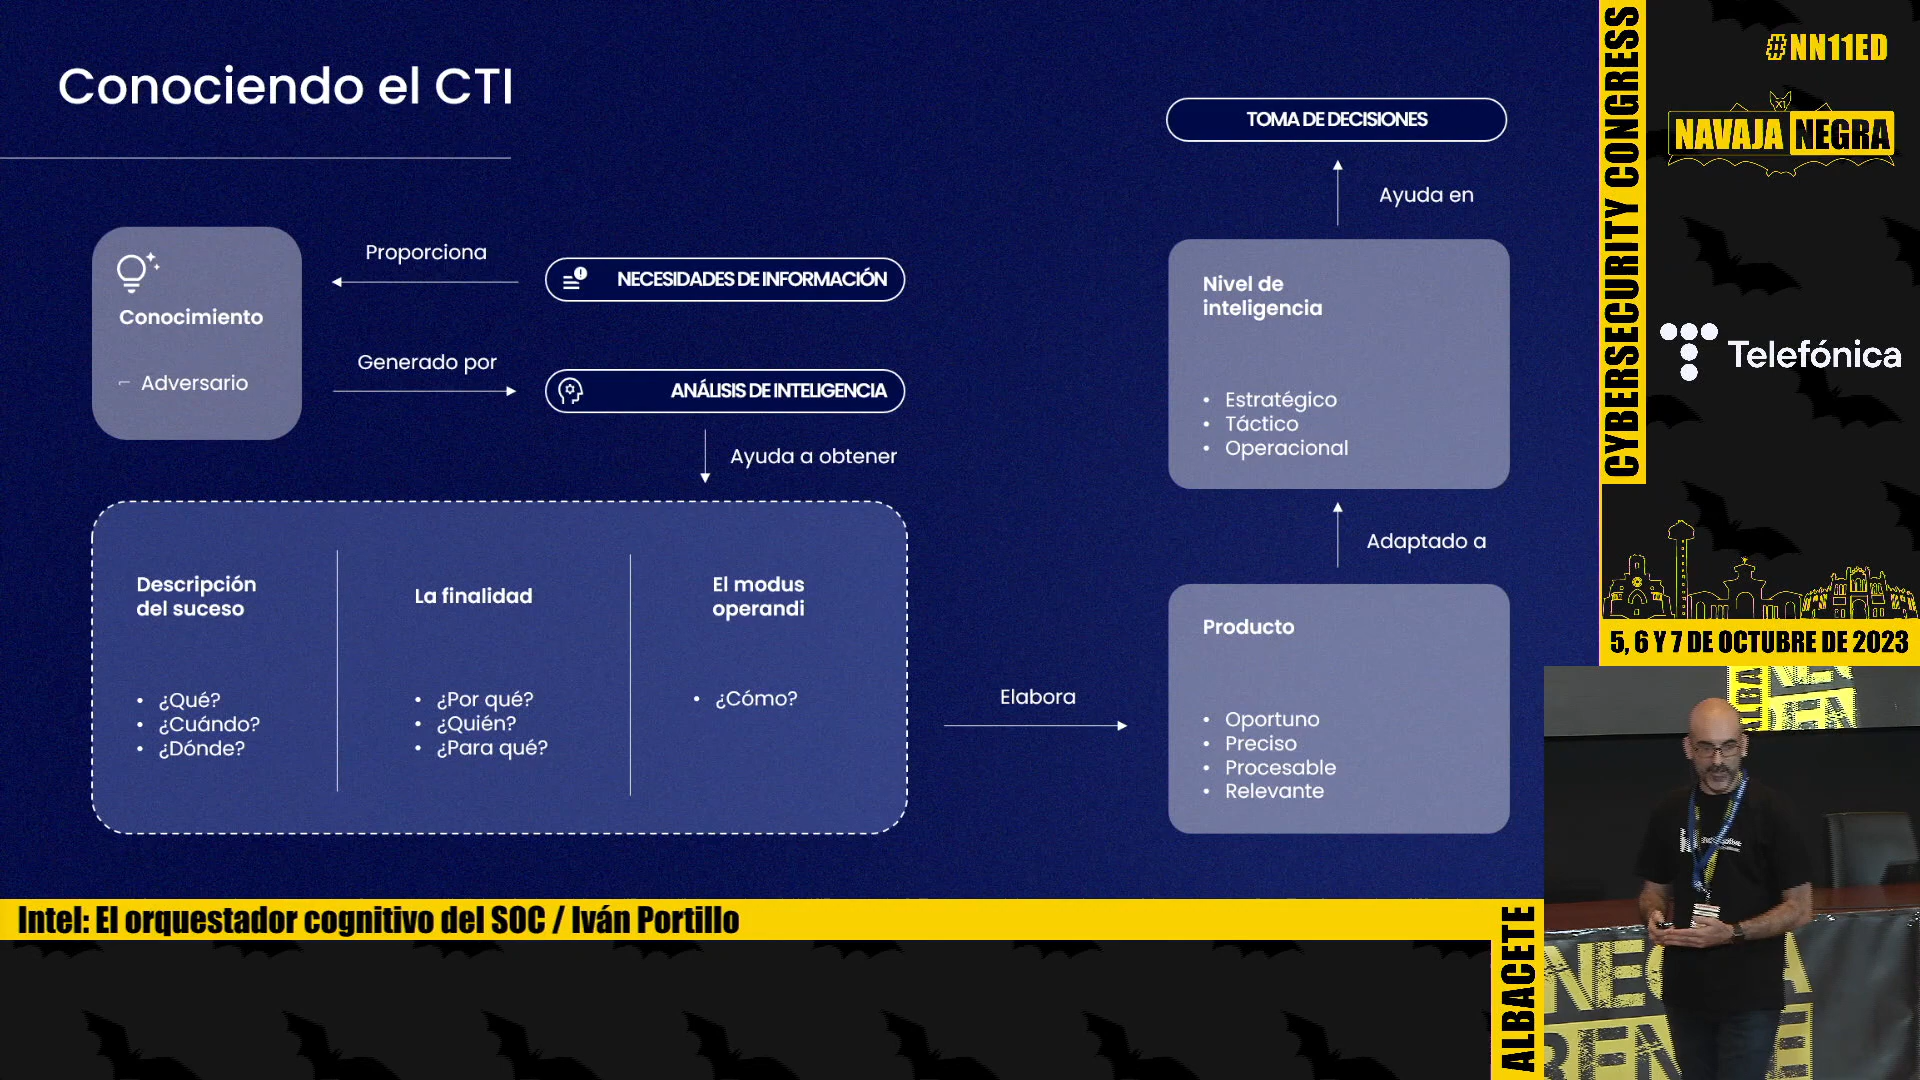 Conociendo el CTI
Conocimiento
Adversario
Proporciona
NECESIDADES DE INFORMACIÓN
Generado por
ANÁLISIS DE INTELIGENCIA
Ayuda a obtener
Descripción
del suceso
• ¿Qué?
• ¿Cuándo?
• ¿Dónde?
La finalidad
• ¿Por qué?
• ¿Quién?
• ¿Para qué?
El modus
operandi
• ¿Cómo?
Elabora
TOMA DE DECISIONES
Ayuda en
Nivel de
inteligencia
• Estratégico
• Táctico
• Operacional
Adaptado a
Producto
• Oportuno
• Preciso
• Procesable
• Relevante
CYBERSECURITY CONGRESS
#NN11ED
XI
NAVAJA NEGRA
Telefónica
5, 6 Y 7 DE OCTUBRE DE 2023
Intel: El orquestador cognitivo del SOC / Iván Portillo
ALBACETE